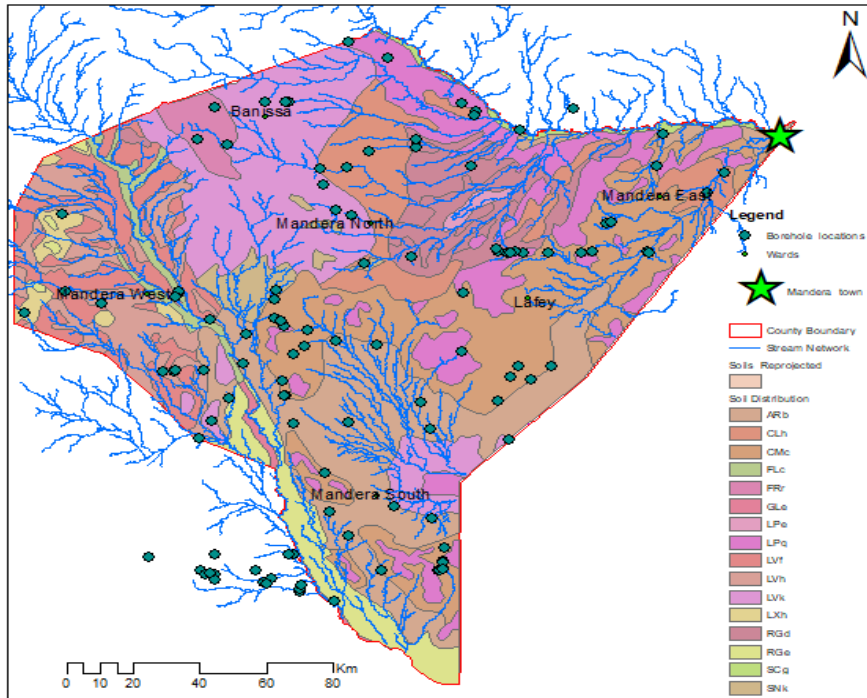 N
Banissa
Mandera East
Mandera North
Legend
Borehole locations
Wards
Mandera West
Lafey
Mandera town
County Boundary
Stream Network
Soils Reprojected
Soil Distribution
ARb
CLh
CMc
FLc
FRr
GLe
LPe
LPq
LVf
LVh
LVk
LXh
RGd
RGe
SCg
SNk
Mandera South
Km
0 10 20 40 60 80